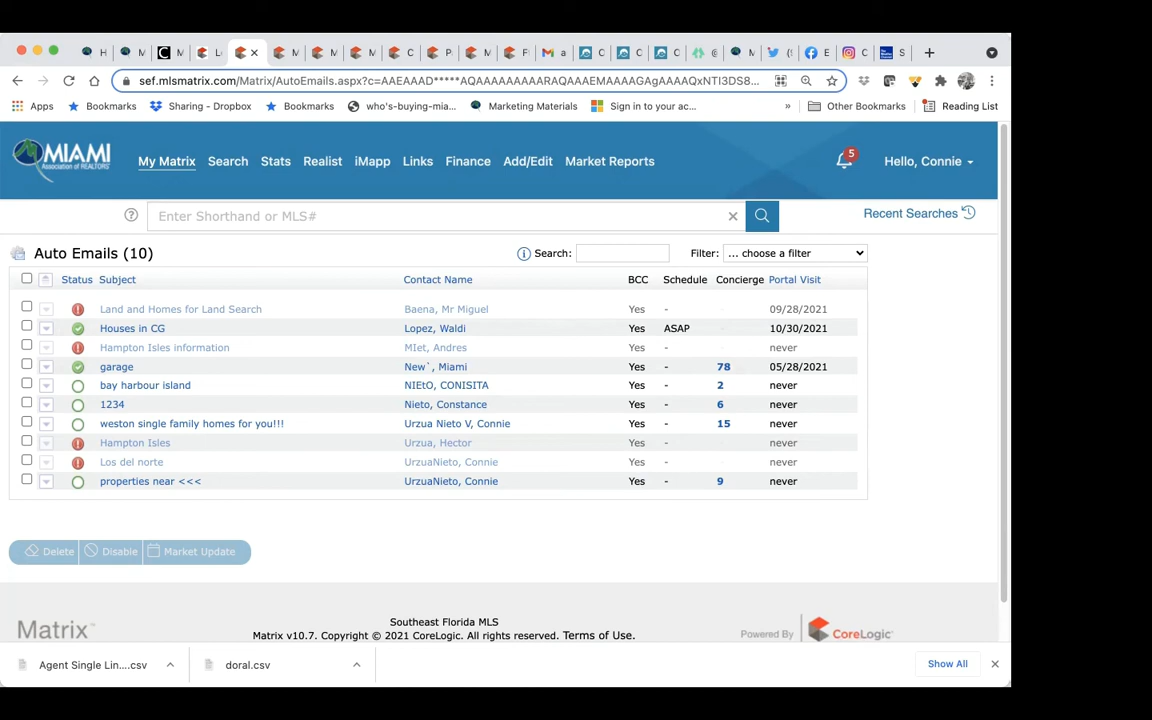 H M C M Lo M M M C P M F a C C C @ M (1 E C S
sef.mlsmatrix.com/Matrix/AutoEmails.aspx?c=AAEAAAD*****AQAAAAAAAAARAQAAAEMAAAAGAgAAAAQxNTI3DS8...
Apps Bookmarks Sharing - Dropbox Bookmarks who's-buying-mia... Marketing Materials Sign in to your ac... » Other Bookmarks Reading List
MIAMI
Association of REALTORS®
My Matrix Search Stats Realist iMapp Links Finance Add/Edit Market Reports 5 Hello, Connie
? Enter Shorthand or MLS# Recent Searches
Auto Emails (10) Search: Filter: ... choose a filter
Status Subject Contact Name BCC Schedule Concierge Portal Visit
Land and Homes for Land Search Baena, Mr Miguel Yes - 09/28/2021
Houses in CG Lopez, Waldi Yes ASAP 10/30/2021
Hampton Isles information MIet, Andres Yes - never
garage New`, Miami Yes - 78 05/28/2021
bay harbour island NIEtO, CONISITA Yes - 2 never
1234 Nieto, Constance Yes - 6 never
weston single family homes for you!!! Urzua Nieto V, Connie Yes - 15 never
Hampton Isles Urzua, Hector Yes - never
Los del norte UrzuaNieto, Connie Yes - never
properties near <<< UrzuaNieto, Connie Yes - 9 never
Delete Disable Market Update
Southeast Florida MLS
Matrix™ Matrix v10.7. Copyright © 2021 CoreLogic. All rights reserved. Terms of Use. Powered By CoreLogic
Agent Single Lin....csv doral.csv Show All